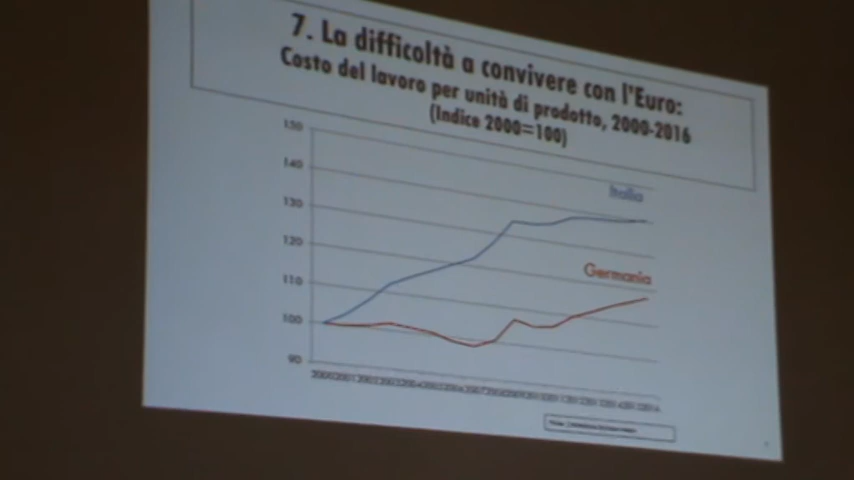 7. La difficoltà a convivere con l'Euro:
Costo del lavoro per unità di prodotto, 2000-2016
(Indice 2000=100)
150
140
130
120
110
100
90
Italia
Germania